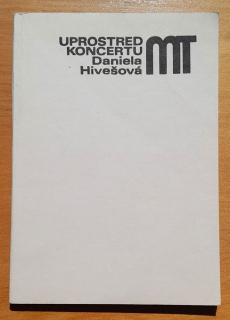 UPROSTRED
KONCERTU
Daniela
Hivešová
MT